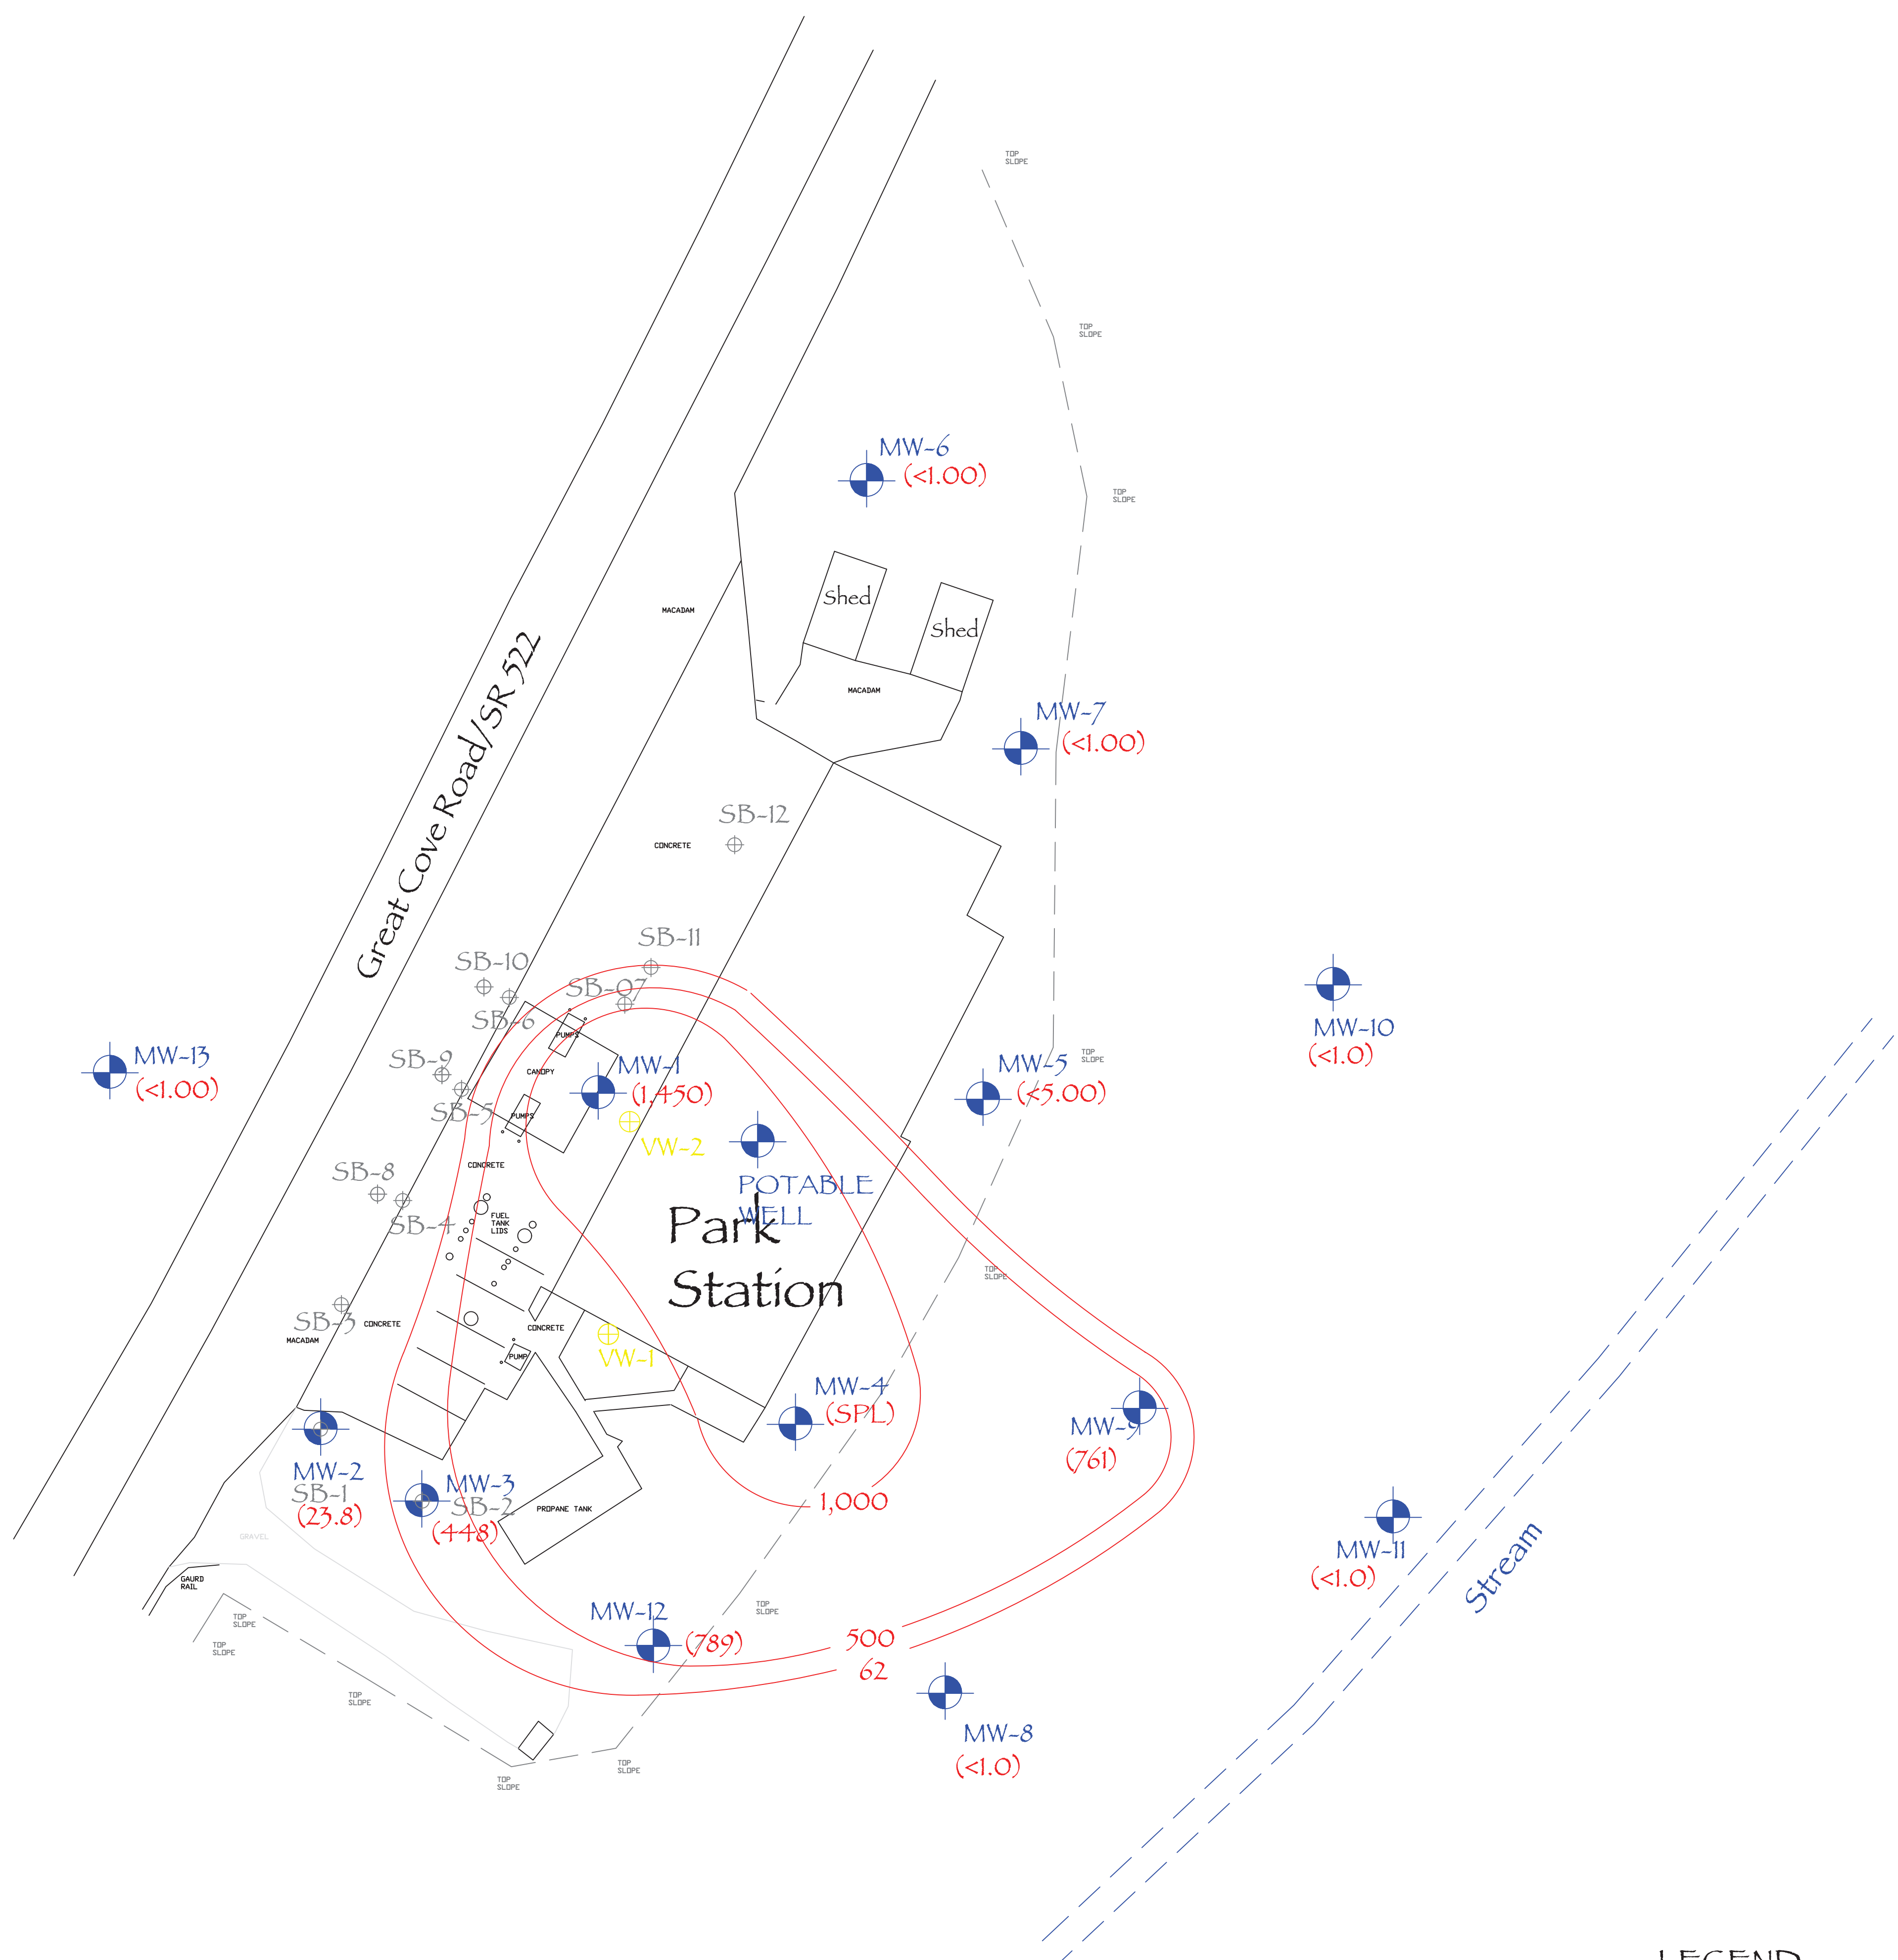 TOP
SLOPE
TOP
SLOPE
MW-6
(<1.00)
TOP
SLOPE
Shed
Shed
MACADAM
MACADAM
Great Cove Road/SR 522
MW-7
(<1.00)
SB-12
CONCRETE
SB-11
SB-10
SB-07
SB-6
PUMPS
MW-10
(<1.0)
MW-13
(<1.00)
SB-9
CANOPY
MW-1
(1,450)
MW-5
(<5.00)
TOP
SLOPE
SB-5
PUMPS
VW-2
CONCRETE
SB-8
POTABLE
WELL
SB-4
FUEL
TANK
LIDS
Park
Station
TOP
SLOPE
SB-3
CONCRETE
MACADAM
CONCRETE
PUMP
VW-1
MW-4
(SPL)
MW-9
(761)
MW-2
SB-1
(23.8)
MW-3
SB-2
(448)
PROPANE TANK
1,000
GRAVEL
MW-11
(<1.0)
Stream
GAURD
RAIL
TOP
SLOPE
TOP
SLOPE
TOP
SLOPE
MW-12
(789)
500
62
TOP
SLOPE
MW-8
(<1.0)
TOP
SLOPE
TOP
SLOPE
LEGEND